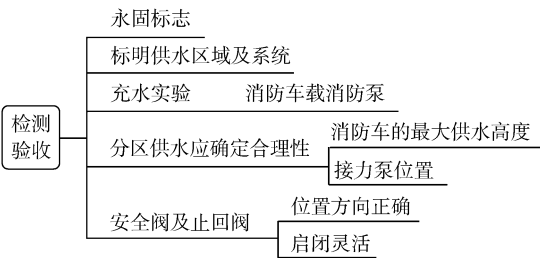 永固标志
标明供水区域及系统
充水实验 消防车载消防泵
检测
验收
分区供水应确定合理性
消防车的最大供水高度
接力泵位置
安全阀及止回阀
位置方向正确
启闭灵活